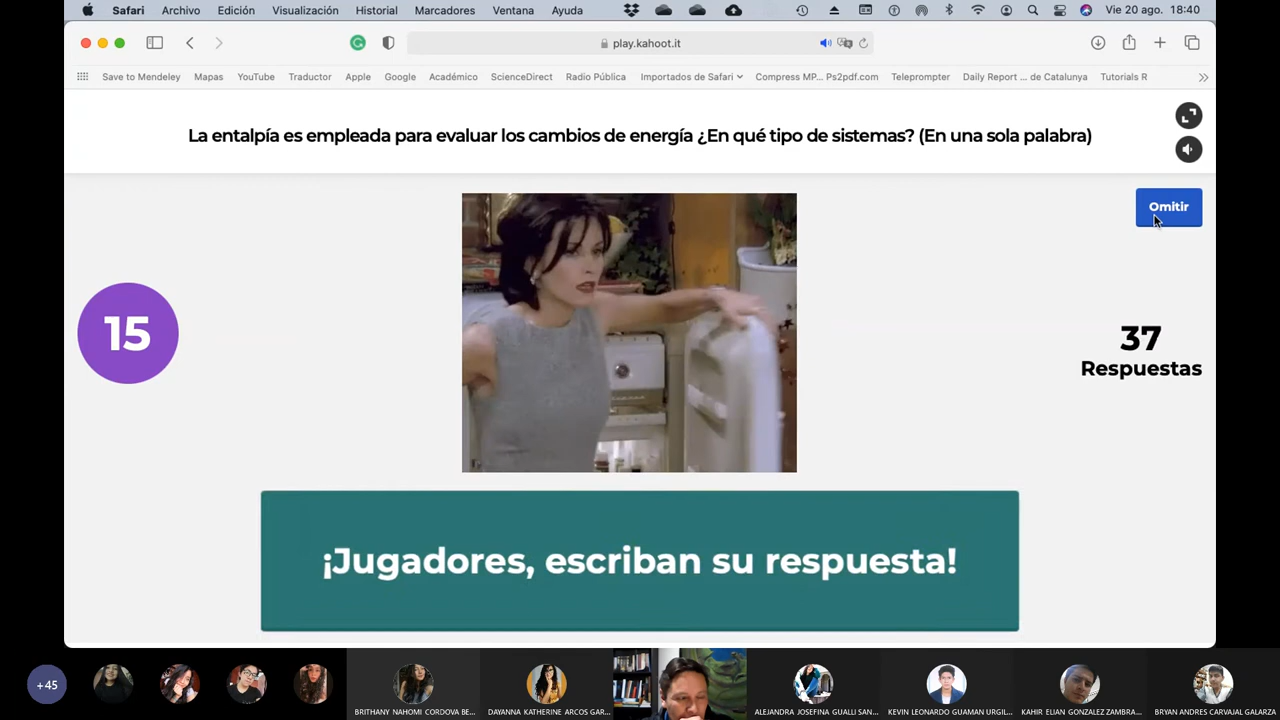 Safari Archivo Edición Visualización Historial Marcadores Ventana Ayuda Vie 20 ago. 18:40
play.kahoot.it
Save to Mendeley Mapas YouTube Traductor Apple Google Académico ScienceDirect Radio Pública Importados de Safari Compress MP... Ps2pdf.com Teleprompter Daily Report ... de Catalunya Tutorials R
La entalpía es empleada para evaluar los cambios de energía ¿En qué tipo de sistemas? (En una sola palabra)
Omitir
15
37
Respuestas
¡Jugadores, escriban su respuesta!
+45
BRITHANY NAHOMI CORDOVA BE... DAYANNA KATHERINE ARCOS GAR... ALEJANDRA JOSEFINA GUALLI SAN... KEVIN LEONARDO GUAMAN URGIL... KAHIR ELIAN GONZALEZ ZAMBRA... BRYAN ANDRES CARVAJAL GALARZA